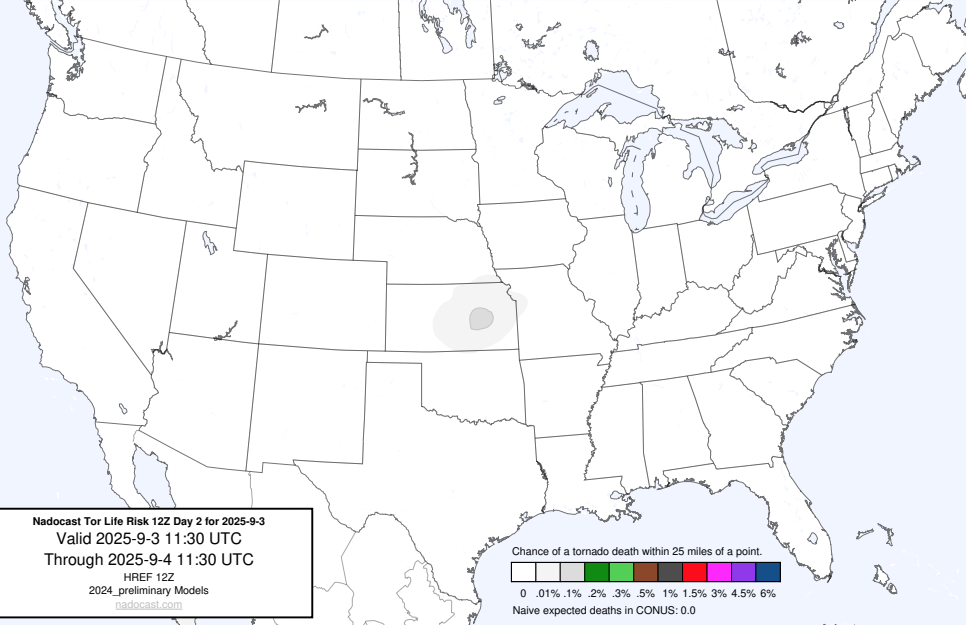 Nadocast Tor Life Risk 12Z Day 2 for 2025-9-3
Valid 2025-9-3 11:30 UTC
Through 2025-9-4 11:30 UTC
HREF 12Z
2024_preliminary Models
nadocast.com
Chance of a tornado death within 25 miles of a point.
0 .01% .1% .2% .3% .5% 1% 1.5% 3% 4.5% 6%
Naive expected deaths in CONUS: 0.0